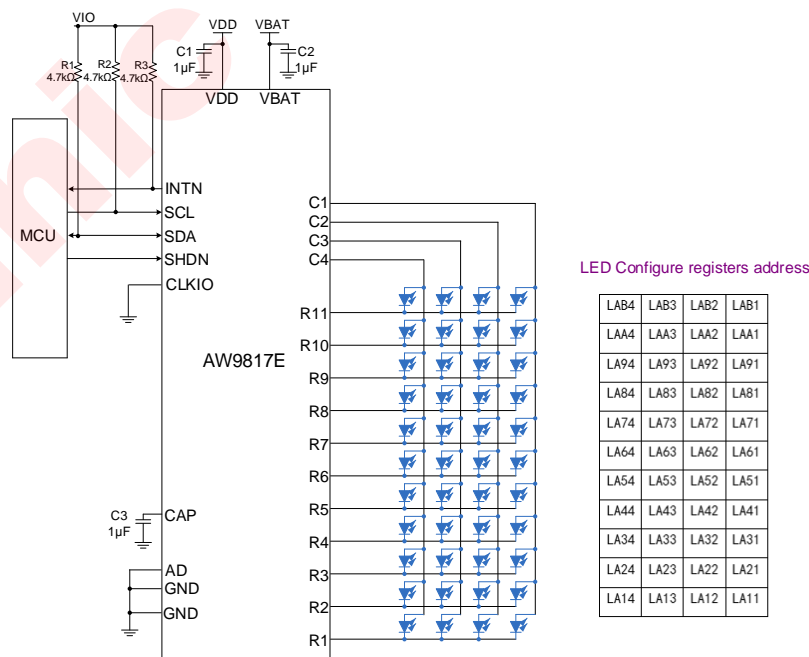 VIO
VDD
VBAT
C1
1µF
C2
1µF
R1
4.7kΩ
R2
4.7kΩ
R3
4.7kΩ
VDD
VBAT
MCU
INTN
SCL
SDA
SHDN
CLKIO
C1
C2
C3
C4
AW9817E
R11
R10
R9
R8
R7
R6
R5
R4
R3
R2
R1
C3
1µF
CAP
AD
GND
GND
LED Configure registers address
LAB4 LAB3 LAB2 LAB1
LAA4 LAA3 LAA2 LAA1
LA94 LA93 LA92 LA91
LA84 LA83 LA82 LA81
LA74 LA73 LA72 LA71
LA64 LA63 LA62 LA61
LA54 LA53 LA52 LA51
LA44 LA43 LA42 LA41
LA34 LA33 LA32 LA31
LA24 LA23 LA22 LA21
LA14 LA13 LA12 LA11
nic